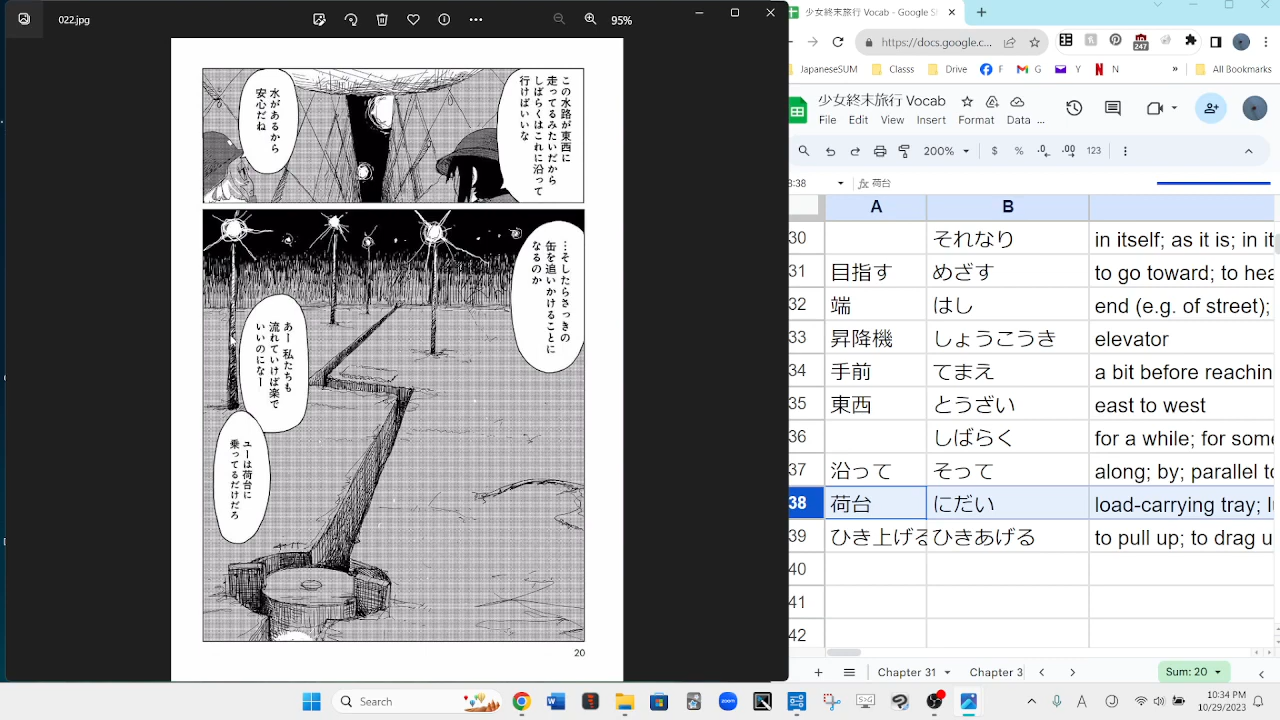 022.jpg
95%
この水路が東西に
走ってるみたいだから
しばらくはこれに沿って
行けばいいな
水があるから
安心だね
…そしたらさっきの
缶を追いかけることに
なるのか
あー 私たちも
流れていけば楽で
いいのになー
ユーは荷台に
乗ってるだけだろ
20
少女終末旅行 Vocab - Google S
https://docs.google.c...
247
JapaneseSUM
Class
Fide
F
N
»
Bookmarks
少女終末旅行 Vocab
File Edit View Insert Format Data ...
200%
% .0 .00 123
38 fx 荷台
A B
30 それなり in itself; as it is; in it
31 目指す めざす to go toward; to hea
32 端 はし end (e.g. of street);
33 昇降機 しょうこうき elevator
34 手前 てまえ a bit before reachin
35 東西 とうざい east to west
36 しばらく for a while; for some
37 沿って そって along; by; parallel to
38 荷台 にだい load-carrying ray;
39 ひき上げる ひきあげる to pull up; to drag u
40
41
42
Chapter 31 Chapter 3 Sum: 20
Search
zoom
10:38 PM